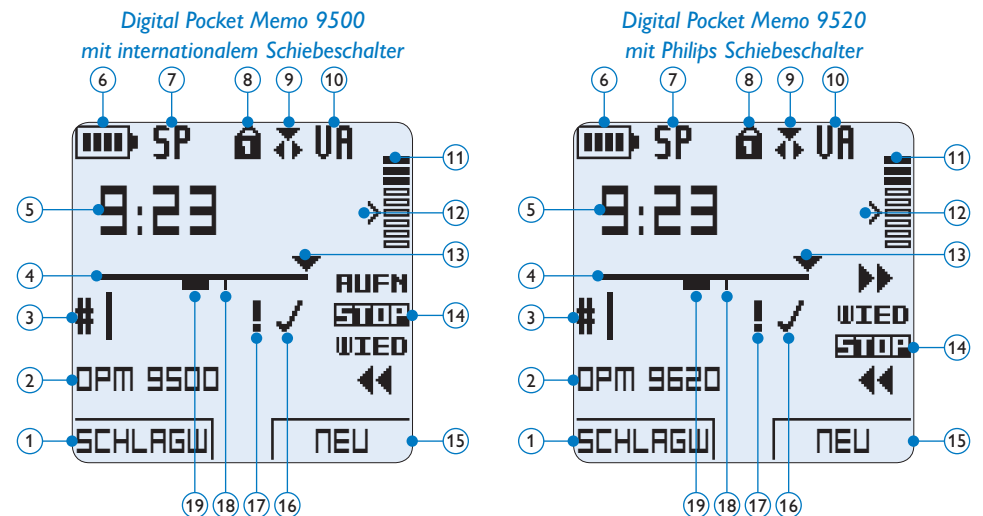 Digital Pocket Memo 9500
mit internationalem Schiebeschalter
6 7 8 9 10
SP VA
11
5 9:23 12
4 13
AUFN
3 #1 STOP 14
WIED
2 DPM 9500
1 SCHLAGW NEU 15
19 18 17 16
Digital Pocket Memo 9520
mit Philips Schiebeschalter
6 7 8 9 10
SP VA
11
5 9:23 12
4 13
3 #1 WIED
STOP 14
2 DPM 9620
1 SCHLAGW NEU 15
19 18 17 16